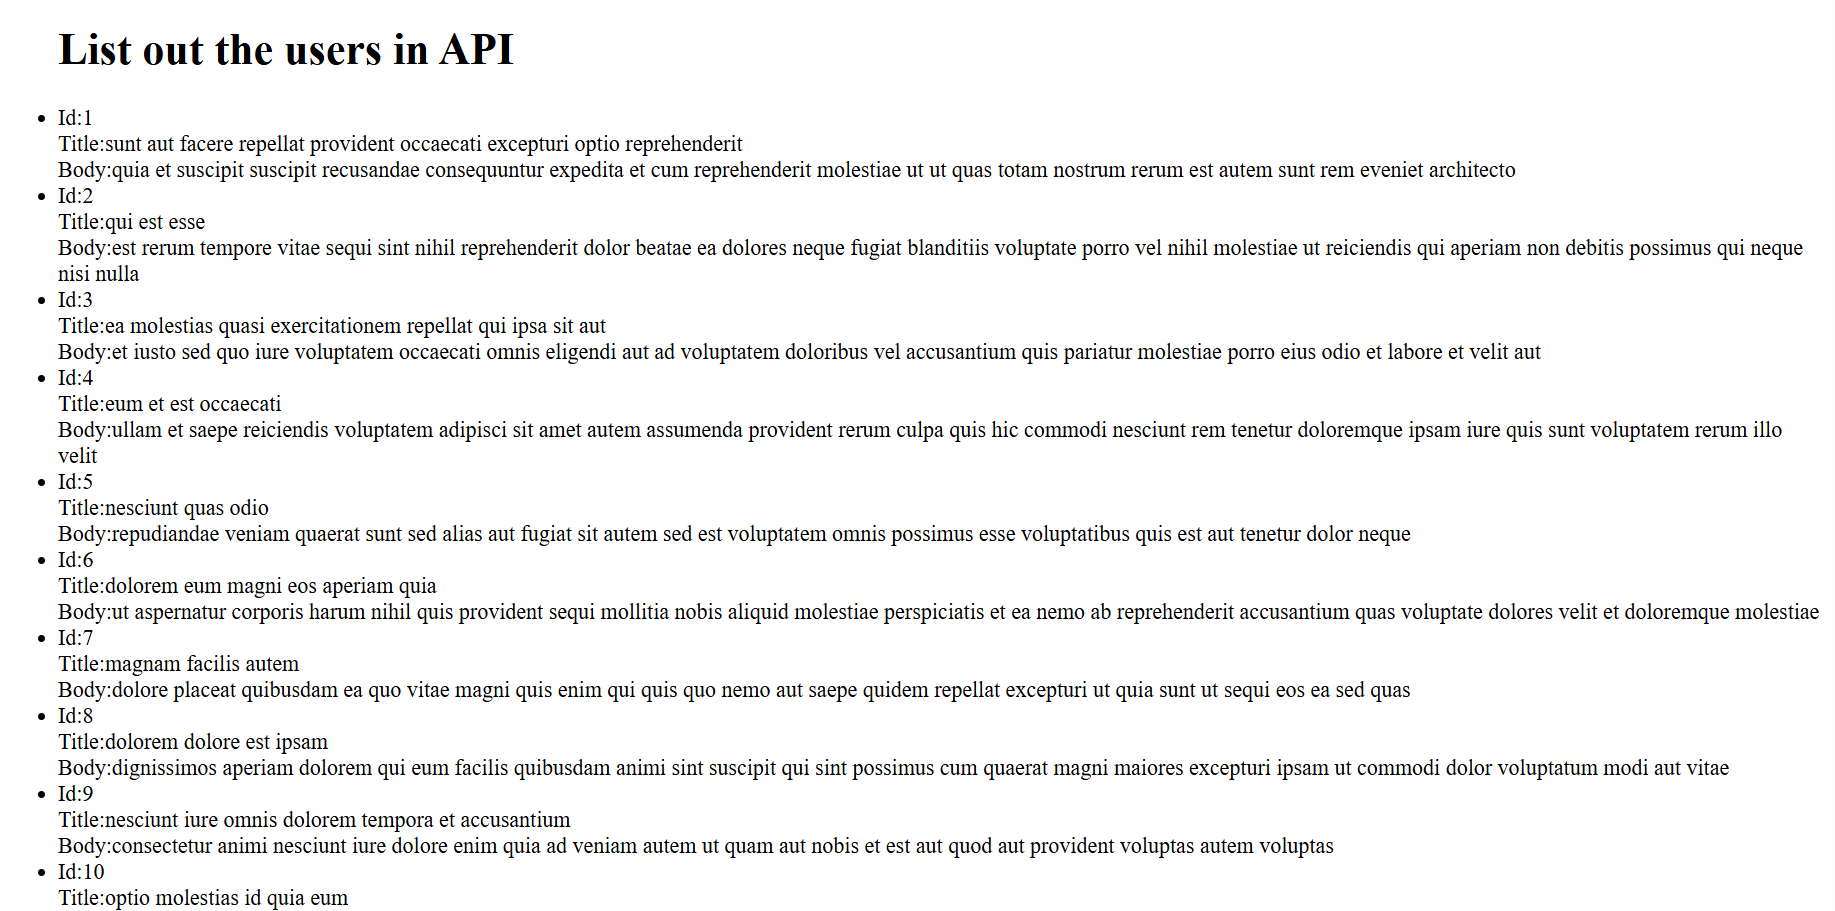 List out the users in API
Id:1
Title:sunt aut facere repellat provident occaecati excepturi optio reprehenderit
Body:quia et suscipit suscipit recusandae consequuntur expedita et cum reprehenderit molestiae ut ut quas totam nostrum rerum est autem sunt rem eveniet architecto
Id:2
Title:qui est esse
Body:est rerum tempore vitae sequi sint nihil reprehenderit dolor beatae ea dolores neque fugiat blanditiis voluptate porro vel nihil molestiae ut reiciendis qui aperiam non debitis possimus qui neque
nisi nulla
Id:3
Title:ea molestias quasi exercitationem repellat qui ipsa sit aut
Body:et iusto sed quo iure voluptatem occaecati omnis eligendi aut ad voluptatem doloribus vel accusantium quis pariatur molestiae porro eius odio et labore et velit aut
Id:4
Title:eum et est occaecati
Body:ullam et saepe reiciendis voluptatem adipisci sit amet autem assumenda provident rerum culpa quis hic commodi nesciunt rem tenetur doloremque ipsam iure quis sunt voluptatem rerum illo
velit
Id:5
Title:nesciunt quas odio
Body:repudiandae veniam quaerat sunt sed alias aut fugiat sit autem sed est voluptatem omnis possimus esse voluptatibus quis est aut tenetur dolor neque
Id:6
Title:dolorem eum magni eos aperiam quia
Body:ut aspernatur corporis harum nihil quis provident sequi mollitia nobis aliquid molestiae perspiciatis et ea nemo ab reprehenderit accusantium quas voluptate dolores velit et doloremque molestiae
Id:7
Title:magnam facilis autem
Body:dolore placeat quibusdam ea quo vitae magni quis enim qui quis quo nemo aut saepe quidem repellat excepturi ut quia sunt ut sequi eos ea sed quas
Id:8
Title:dolorem dolore est ipsam
Body:dignissimos aperiam dolorem qui eum facilis quibusdam animi sint suscipit qui sint possimus cum quaerat magni maiores excepturi ipsam ut commodi dolor voluptatum modi aut vitae
Id:9
Title:nesciunt iure omnis dolorem tempora et accusantium
Body:consectetur animi nesciunt iure dolore enim quia ad veniam autem ut quam aut nobis et est aut quod aut provident voluptas autem voluptas
Id:10
Title:optio molestias id quia eum